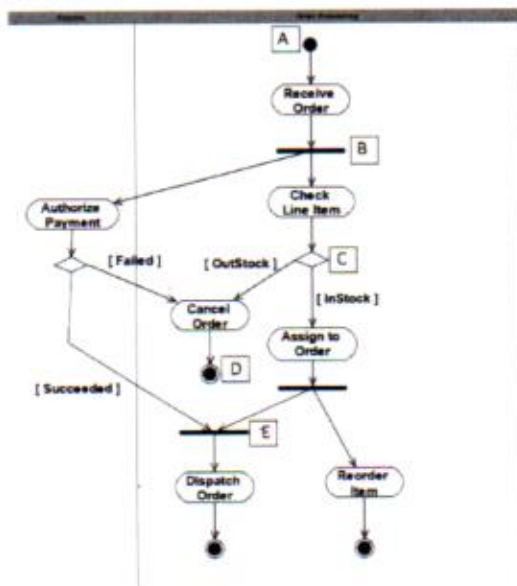 A
Receive
Order
B
Check
Line Item
Authorize
Payment
[ Failed ]
[ OutStock ]
C
[ InStock ]
Cancel
Order
Assign to
Order
D
[ Succeeded ]
E
Dispatch
Order
Reorder
Item